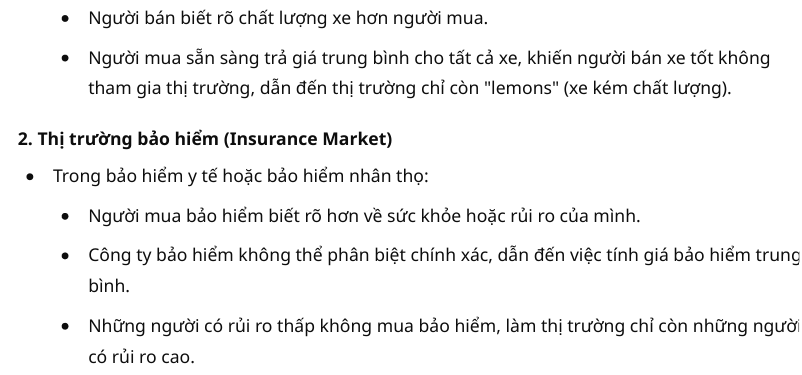 • Người bán biết rõ chất lượng xe hơn người mua.
• Người mua sẵn sàng trả giá trung bình cho tất cả xe, khiến người bán xe tốt không
tham gia thị trường, dẫn đến thị trường chỉ còn "lemons" (xe kém chất lượng).
2. Thị trường bảo hiểm (Insurance Market)
• Trong bảo hiểm y tế hoặc bảo hiểm nhân thọ:
• Người mua bảo hiểm biết rõ hơn về sức khỏe hoặc rủi ro của mình.
• Công ty bảo hiểm không thể phân biệt chính xác, dẫn đến việc tính giá bảo hiểm trung
bình.
• Những người có rủi ro thấp không mua bảo hiểm, làm thị trường chỉ còn những người
có rủi ro cao.